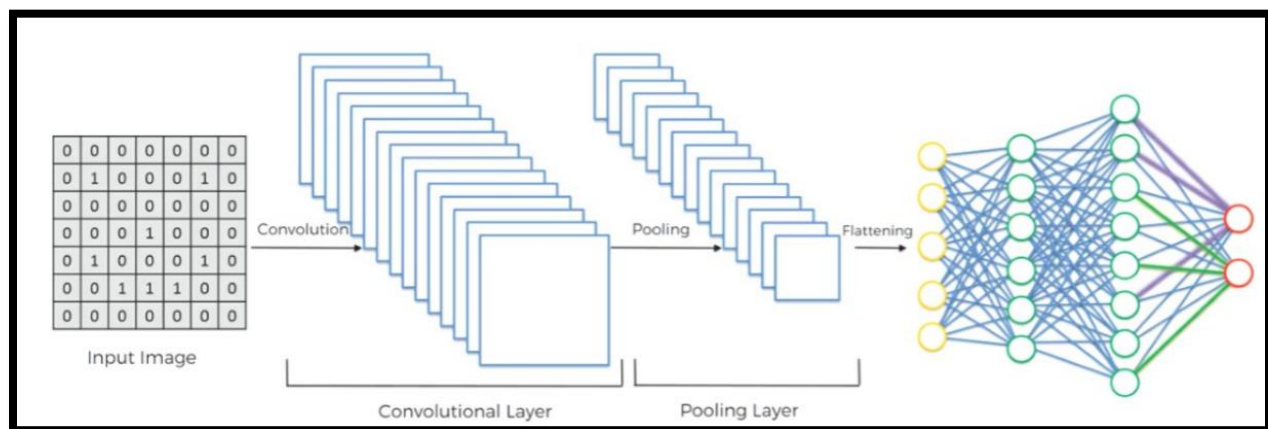 0 0 0 0 0 0 0
0 1 0 0 0 1 0
0 0 0 0 0 0 0
0 0 0 1 0 0 0
0 1 0 0 0 1 0
0 0 1 1 1 0 0
0 0 0 0 0 0 0
Input Image
Convolution
Convolutional Layer
Pooling
Pooling Layer
Flattening